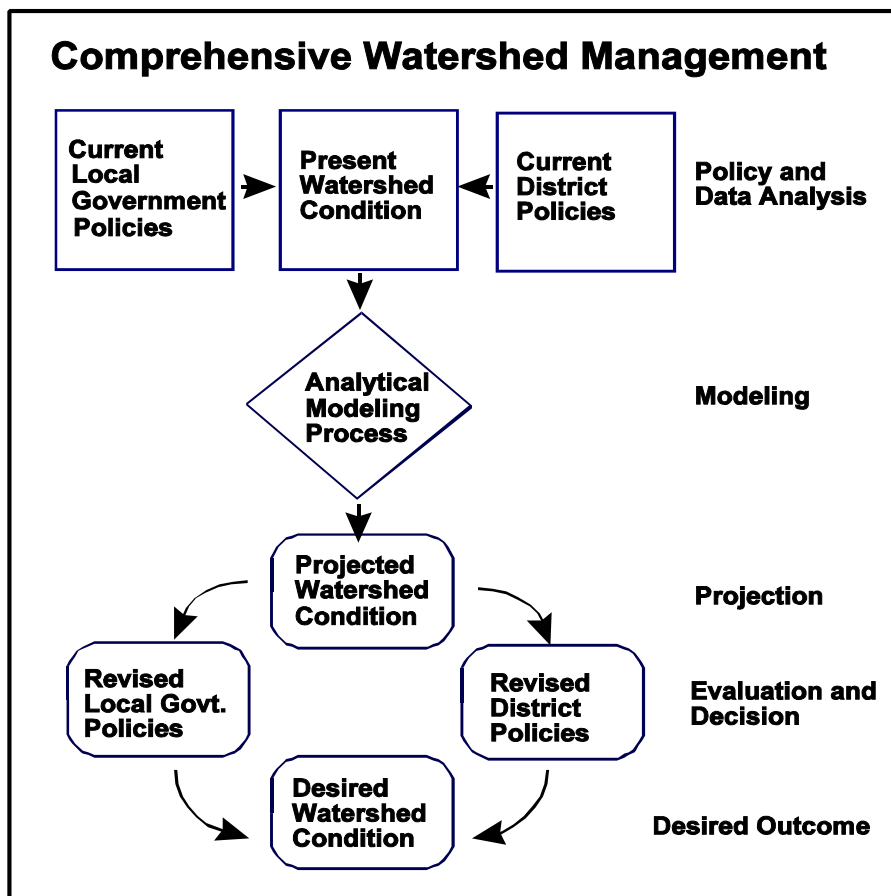 Comprehensive Watershed Management
Current
Local
Government
Policies
Present
Watershed
Condition
Current
District
Policies
Policy and
Data Analysis
Analytical
Modeling
Process
Modeling
Projected
Watershed
Condition
Projection
Revised
Local Govt.
Policies
Revised
District
Policies
Evaluation and
Decision
Desired
Watershed
Condition
Desired Outcome